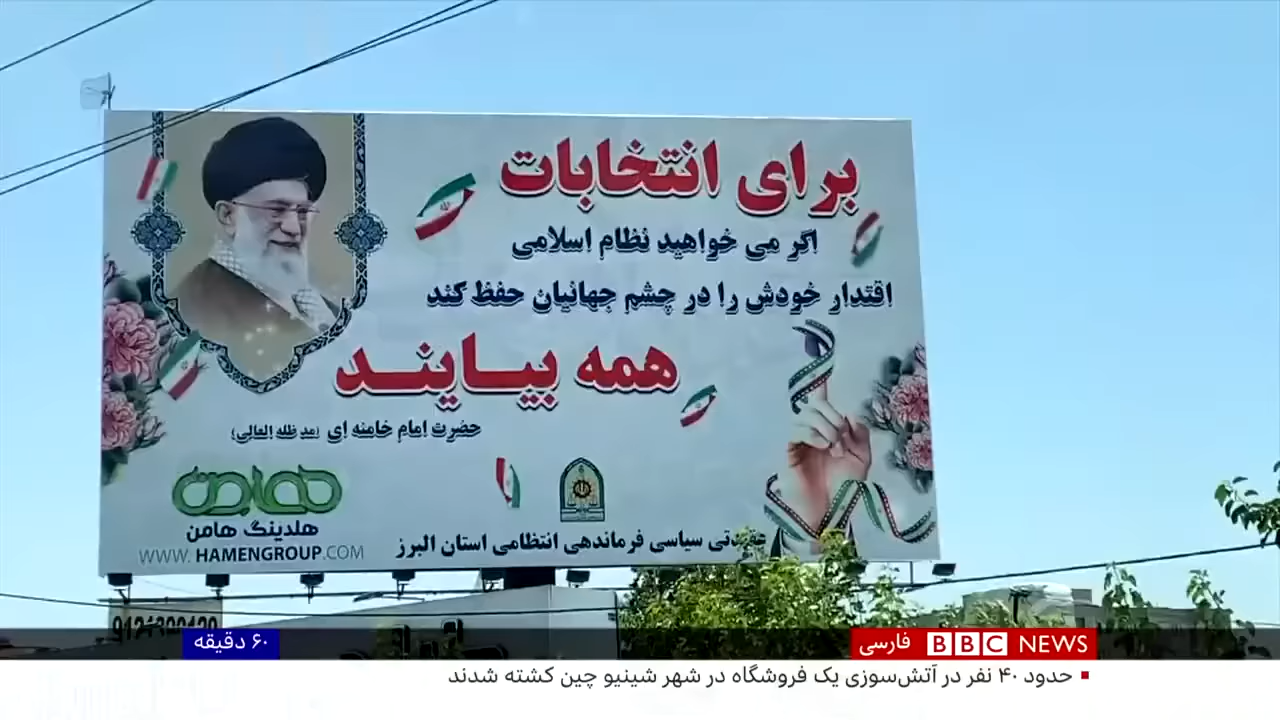 برای انتخابات
اگر می خواهید نظام اسلامی
اقتدار خودش را در چشم جهانیان حفظ کند
همه بیایند
حضرت امام خامنه ای (مد ظله العالی)
هامن
هلدینگ هامن
WWW.HAMENGROUP.COM
سیاسی فرماندهی انتظامی استان البرز
۶۰ دقیقه
BBC NEWS فارسی
حدود ۴۰ نفر در آتش‌سوزی یک فروشگاه در شهر شینیو چین کشته شدند